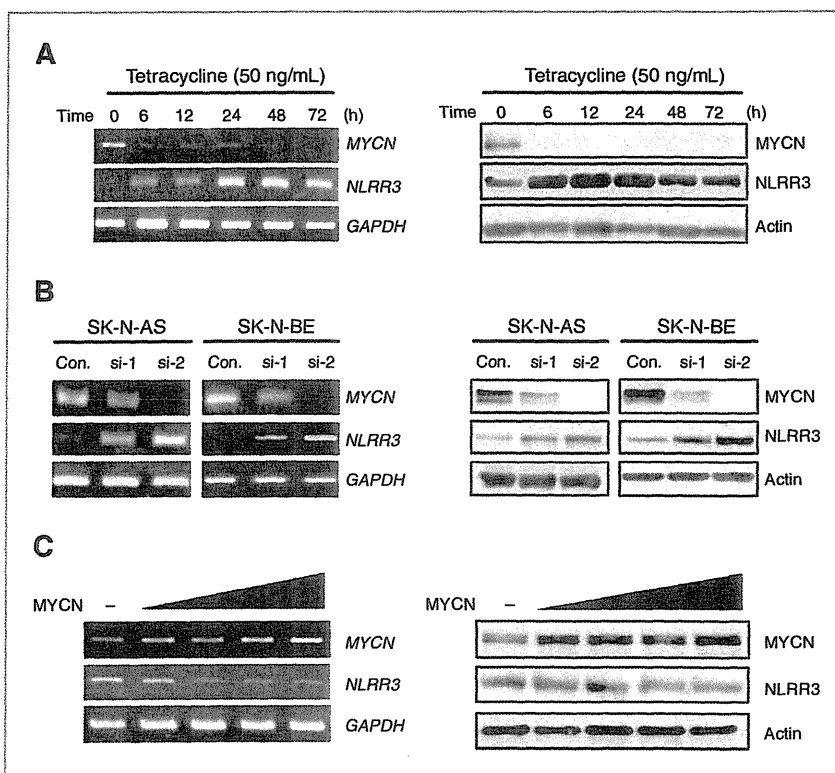 A
Tetracycline (50 ng/mL)
Time 0 6 12 24 48 72 (h)
MYCN
NLRR3
GAPDH
Tetracycline (50 ng/mL)
Time 0 6 12 24 48 72 (h)
MYCN
NLRR3
Actin
B
SK-N-AS SK-N-BE
Con. si-1 si-2 Con. si-1 si-2
MYCN
NLRR3
GAPDH
SK-N-AS SK-N-BE
Con. si-1 si-2 Con. si-1 si-2
MYCN
NLRR3
Actin
C
MYCN –
MYCN
NLRR3
GAPDH
MYCN –
MYCN
NLRR3
Actin